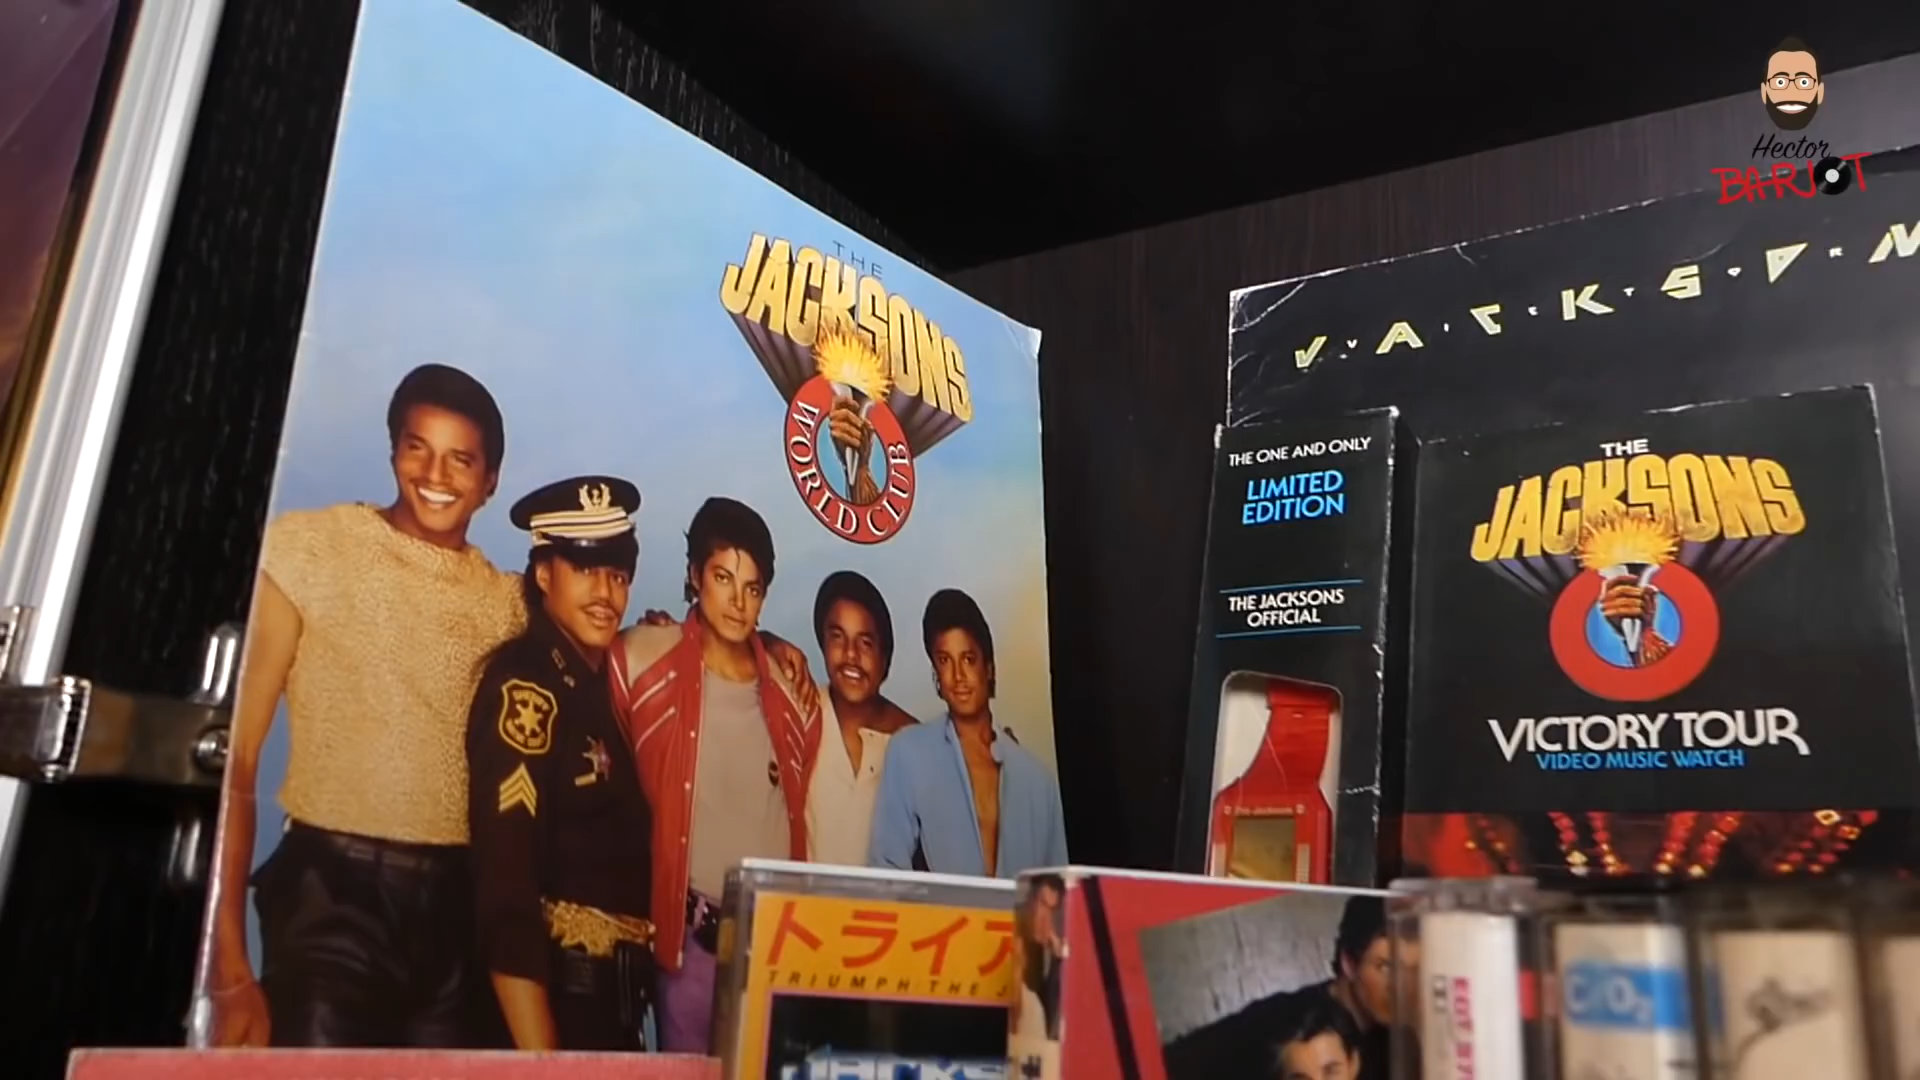 Hector
BARJOT
THE
JACKSONS
WORLD CLUB
J A C K S O N
THE ONE AND ONLY
LIMITED
EDITION
THE JACKSONS
OFFICIAL
THE
JACKSONS
VICTORY TOUR
VIDEO MUSIC WATCH
トライア
TRIUMPH THE J
JACKS